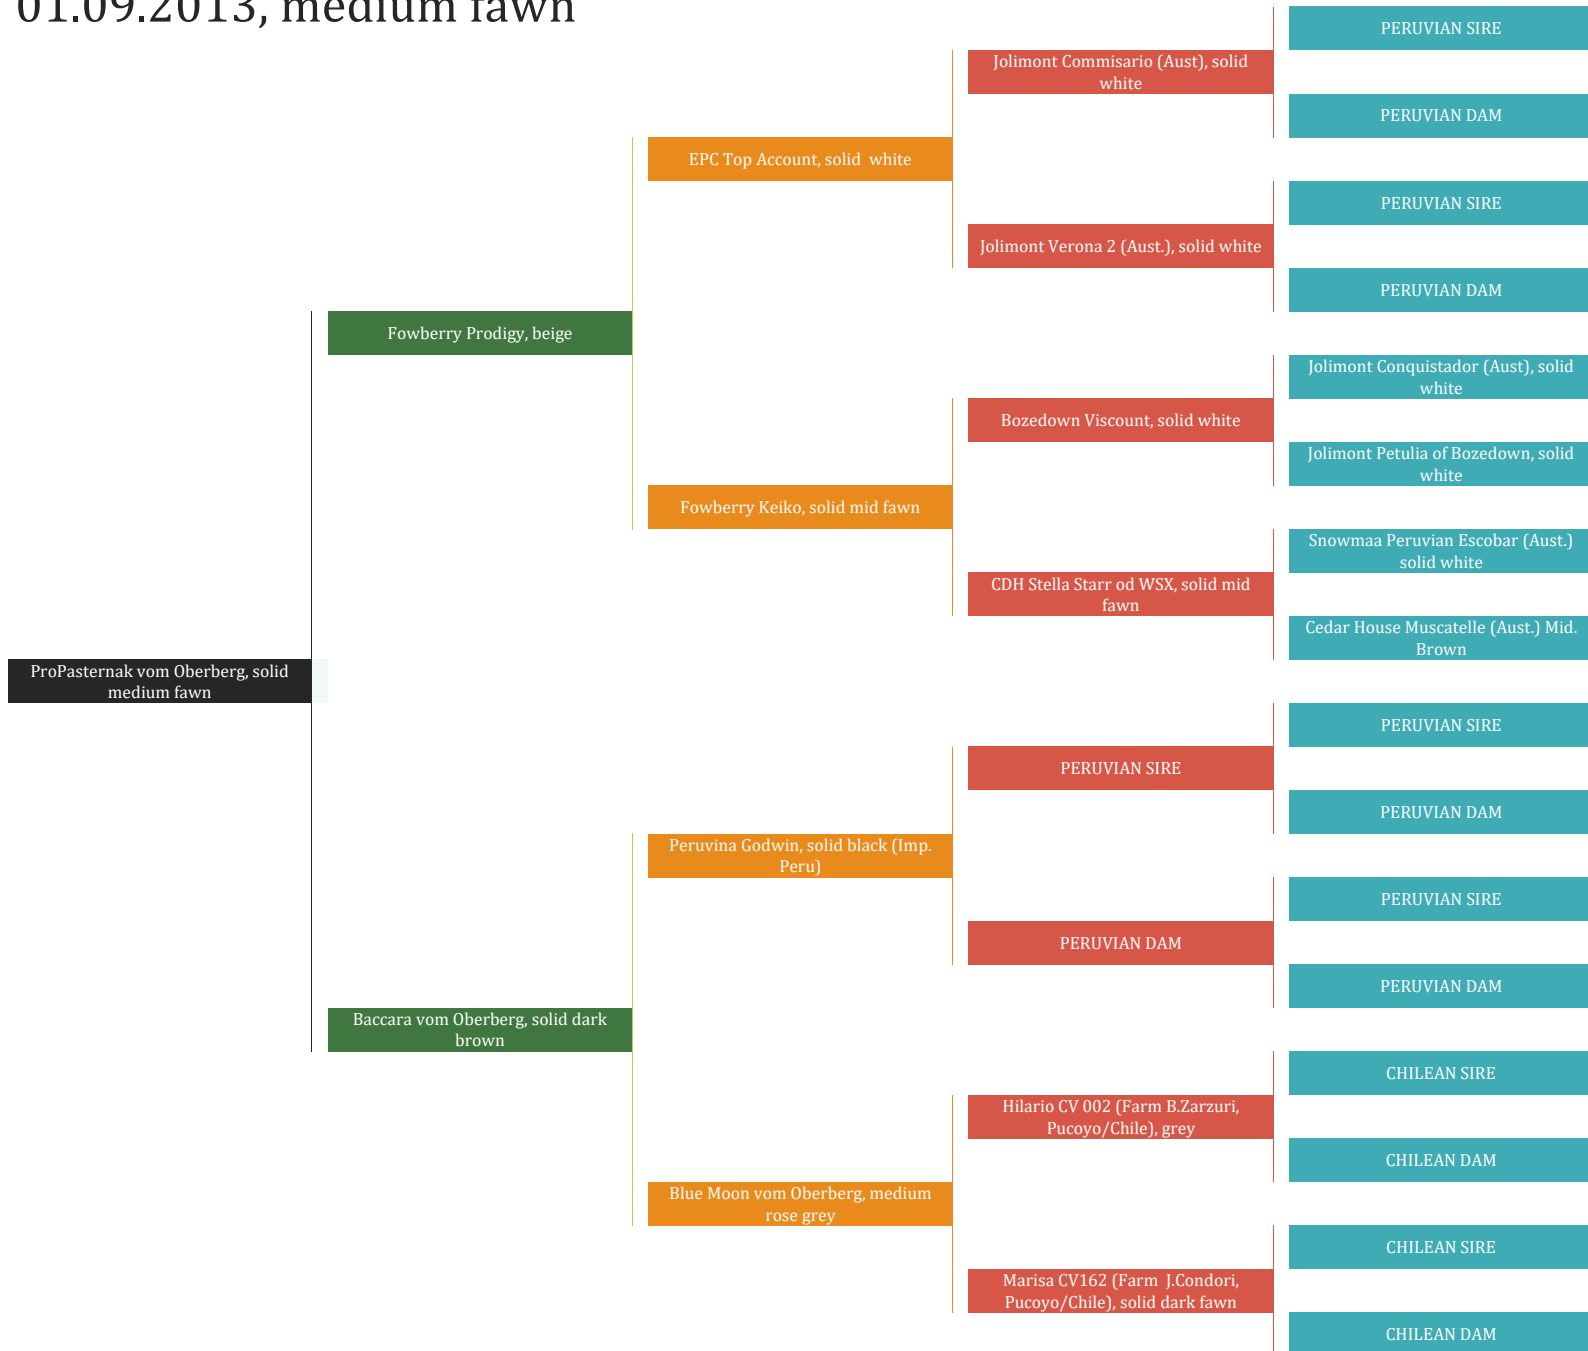 01.09.2013, medium fawn
PERUVIAN SIRE
Jolimont Commisario (Aust), solid
white
PERUVIAN DAM
EPC Top Account, solid  white
PERUVIAN SIRE
Jolimont Verona 2 (Aust.), solid white
PERUVIAN DAM
Fowberry Prodigy, beige
Jolimont Conquistador (Aust), solid
white
Bozedown Viscount, solid white
Jolimont Petulia of Bozedown, solid
white
Fowberry Keiko, solid mid fawn
Snowmaa Peruvian Escobar (Aust.)
solid white
CDH Stella Starr od WSX, solid mid
fawn
Cedar House Muscatelle (Aust.) Mid.
Brown
ProPasternak vom Oberberg, solid
medium fawn
PERUVIAN SIRE
PERUVIAN SIRE
PERUVIAN DAM
Peruvina Godwin, solid black (Imp.
Peru)
PERUVIAN SIRE
PERUVIAN DAM
PERUVIAN DAM
Baccara vom Oberberg, solid dark
brown
CHILEAN SIRE
Hilario CV 002 (Farm B.Zarzuri,
Pucoyo/Chile), grey
CHILEAN DAM
Blue Moon vom Oberberg, medium
rose grey
CHILEAN SIRE
Marisa CV162 (Farm  J.Condori,
Pucoyo/Chile), solid dark fawn
CHILEAN DAM